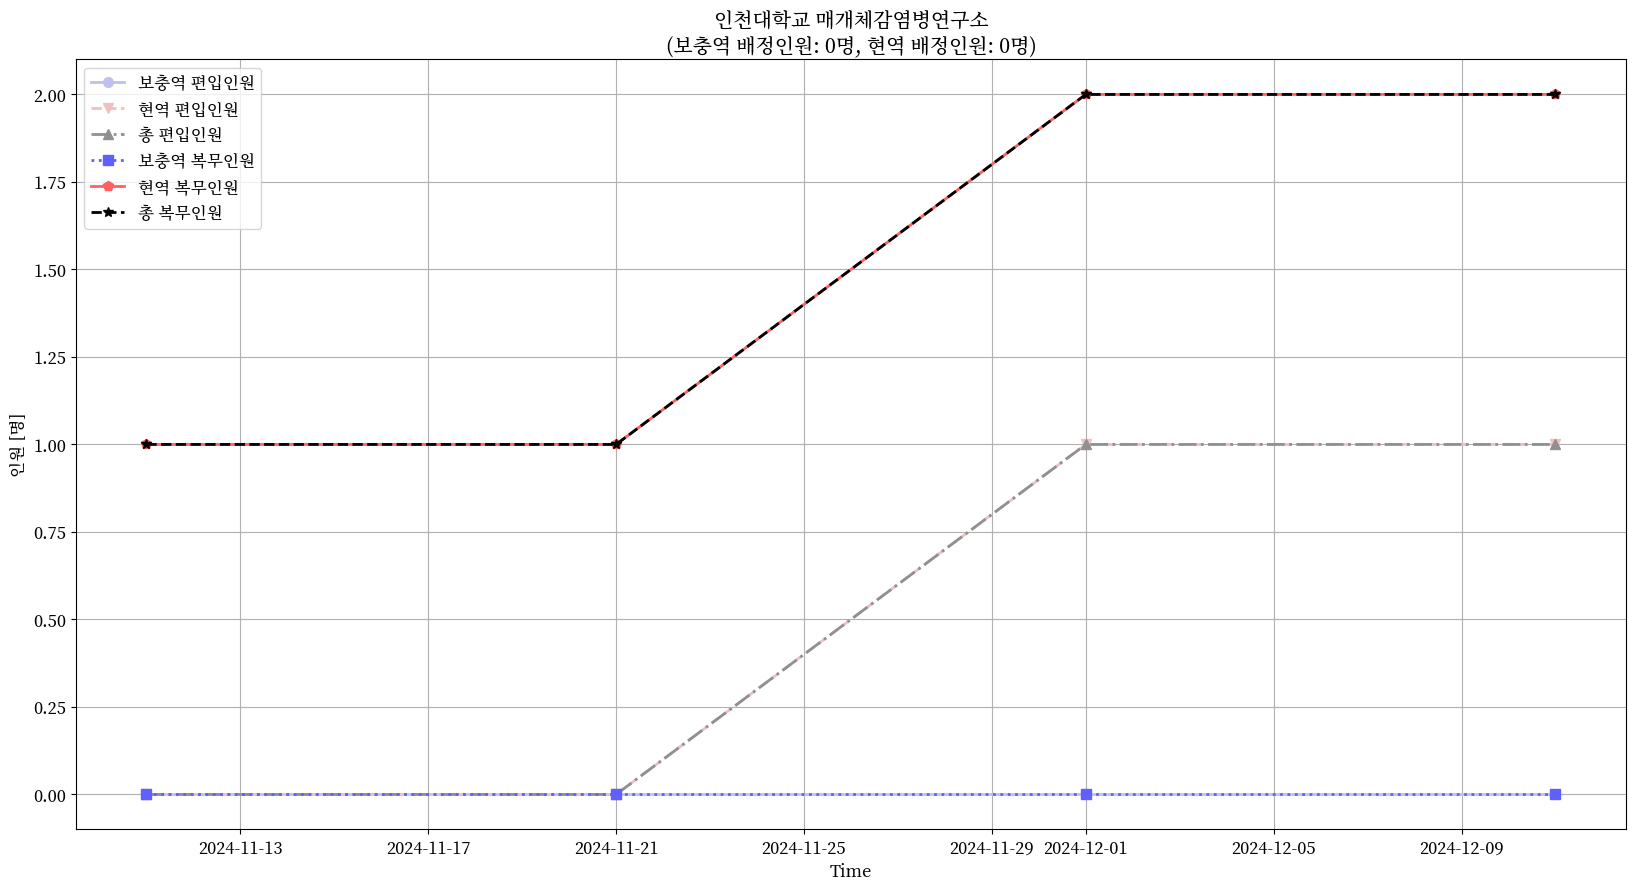 인천대학교 매개체감염병연구소
(보충역 배정인원: 0명, 현역 배정인원: 0명)
보충역 편입인원
현역 편입인원
총 편입인원
보충역 복무인원
현역 복무인원
총 복무인원
인원 [명]
2.00
1.75
1.50
1.25
1.00
0.75
0.50
0.25
0.00
2024-11-13
2024-11-17
2024-11-21
2024-11-25
2024-11-29
2024-12-01
2024-12-05
2024-12-09
Time